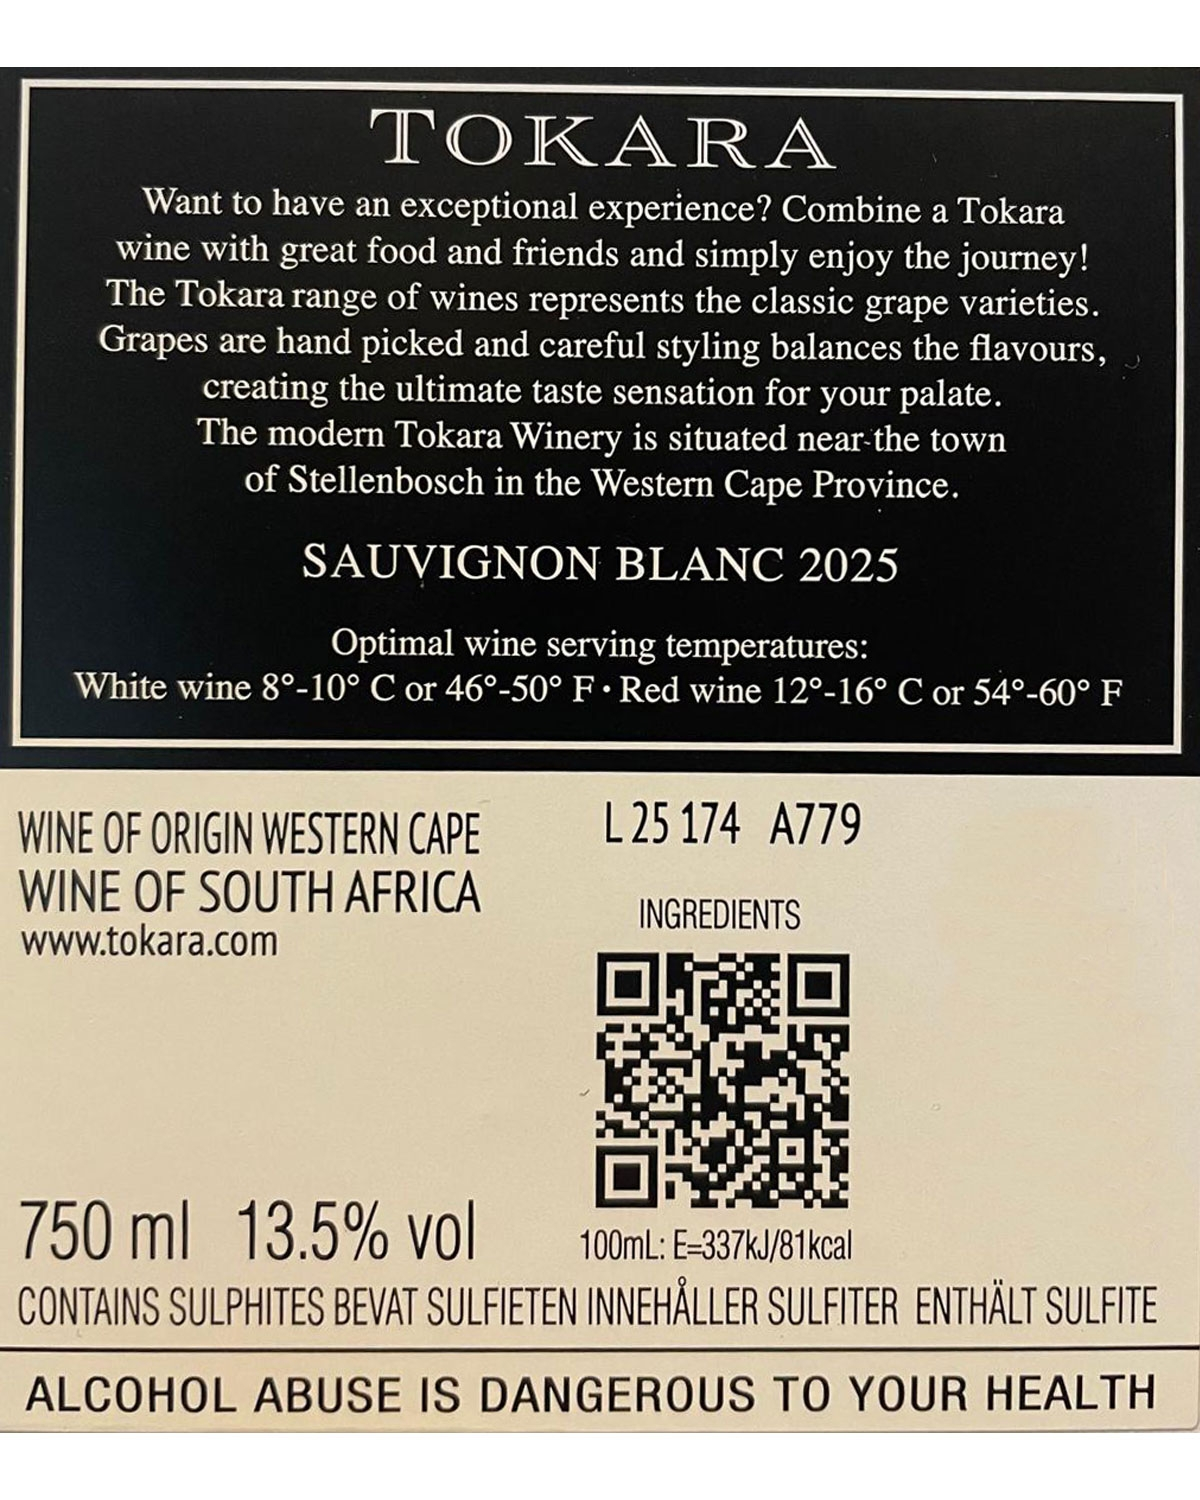 TOKARA
Want to have an exceptional experience? Combine a Tokara
wine with great food and friends and simply enjoy the journey!
The Tokara range of wines represents the classic grape varieties.
Grapes are hand picked and careful styling balances the flavours,
creating the ultimate taste sensation for your palate.
The modern Tokara Winery is situated near the town
of Stellenbosch in the Western Cape Province.
SAUVIGNON BLANC 2025
Optimal wine serving temperatures:
White wine 8°-10° C or 46°-50° F · Red wine 12°-16° C or 54°-60° F
WINE OF ORIGIN WESTERN CAPE
WINE OF SOUTH AFRICA
www.tokara.com
L 25 174 A779
INGREDIENTS
750 ml 13.5% vol
100mL: E=337kJ/81kcal
CONTAINS SULPHITES BEVAT SULFIETEN INNEHÅLLER SULFITER ENTHÄLT SULFITE
ALCOHOL ABUSE IS DANGEROUS TO YOUR HEALTH